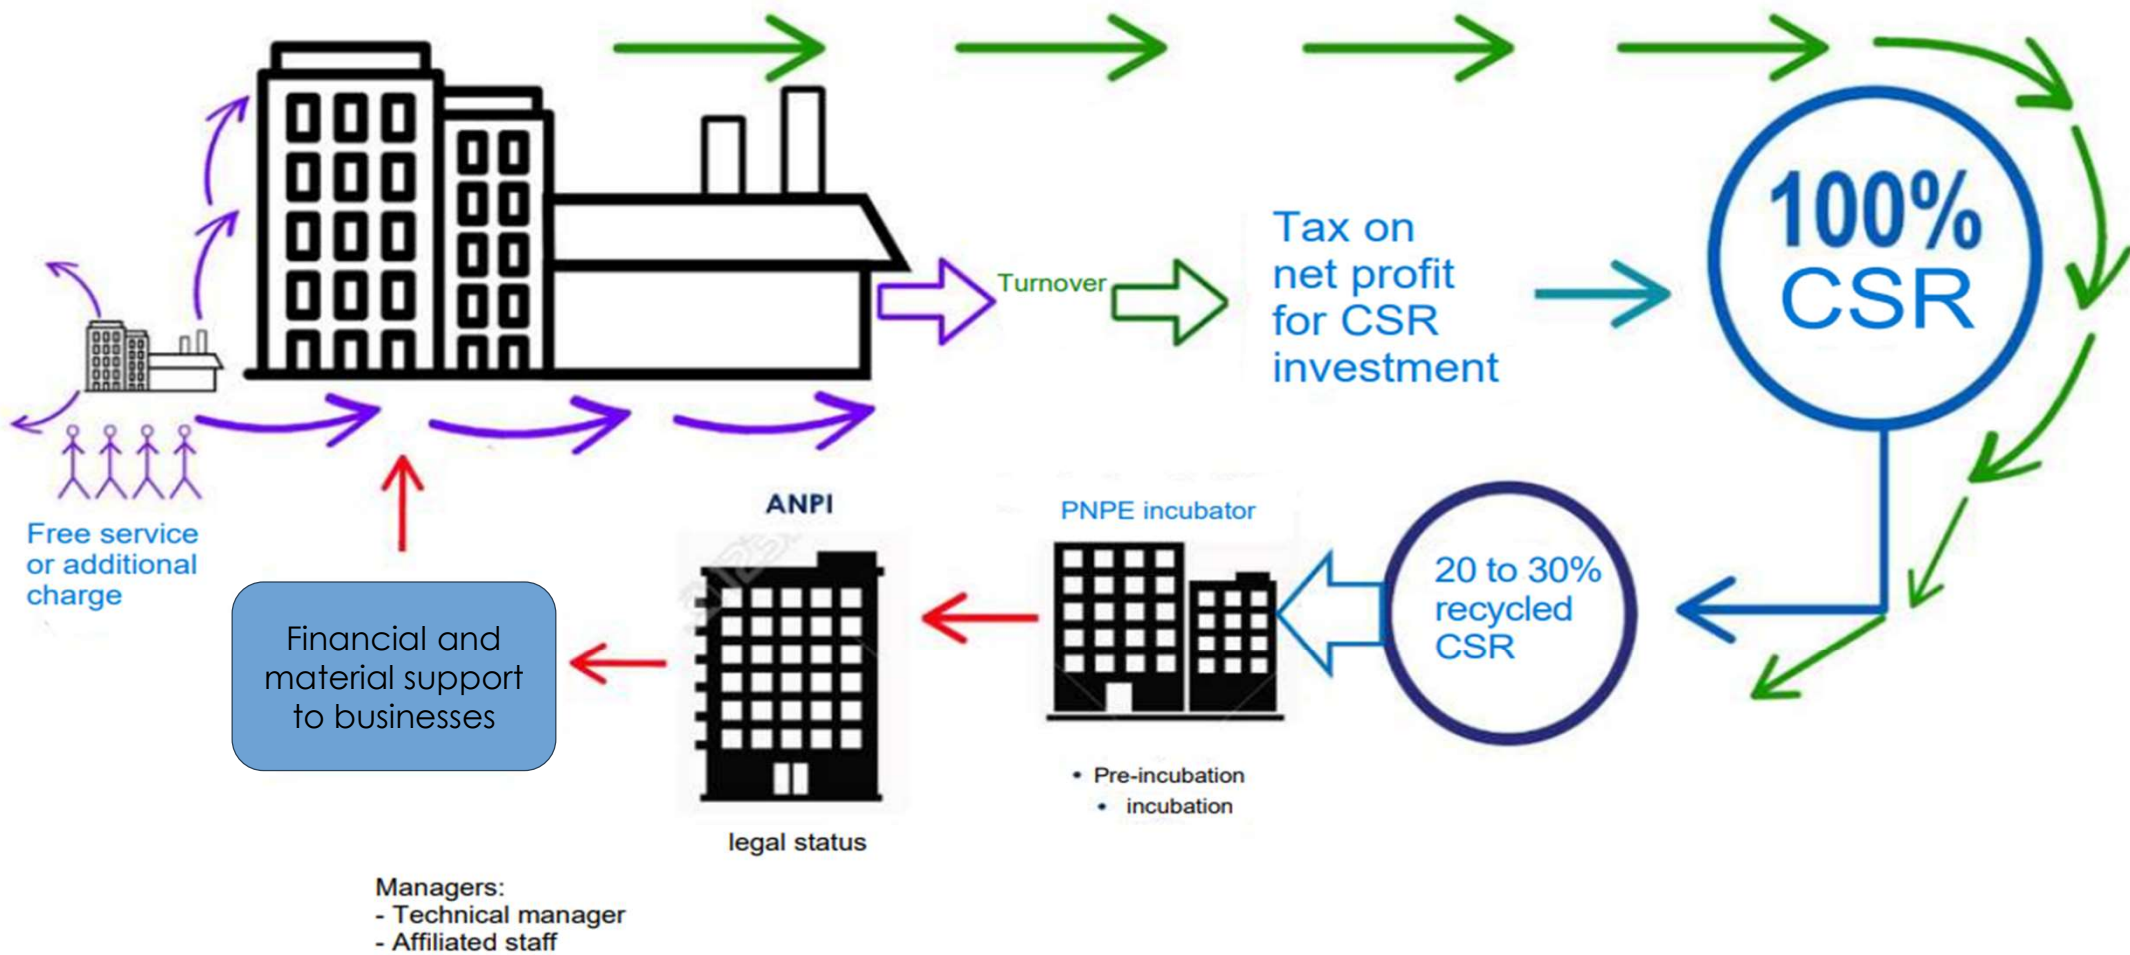 Turnover
Tax on
net profit
for CSR
investment
100%
CSR
Free service
or additional
charge
ANPI
PNPE incubator
20 to 30%
recycled
CSR
Financial and
material support
to businesses
• Pre-incubation
• incubation
legal status
Managers:
- Technical manager
- Affiliated staff